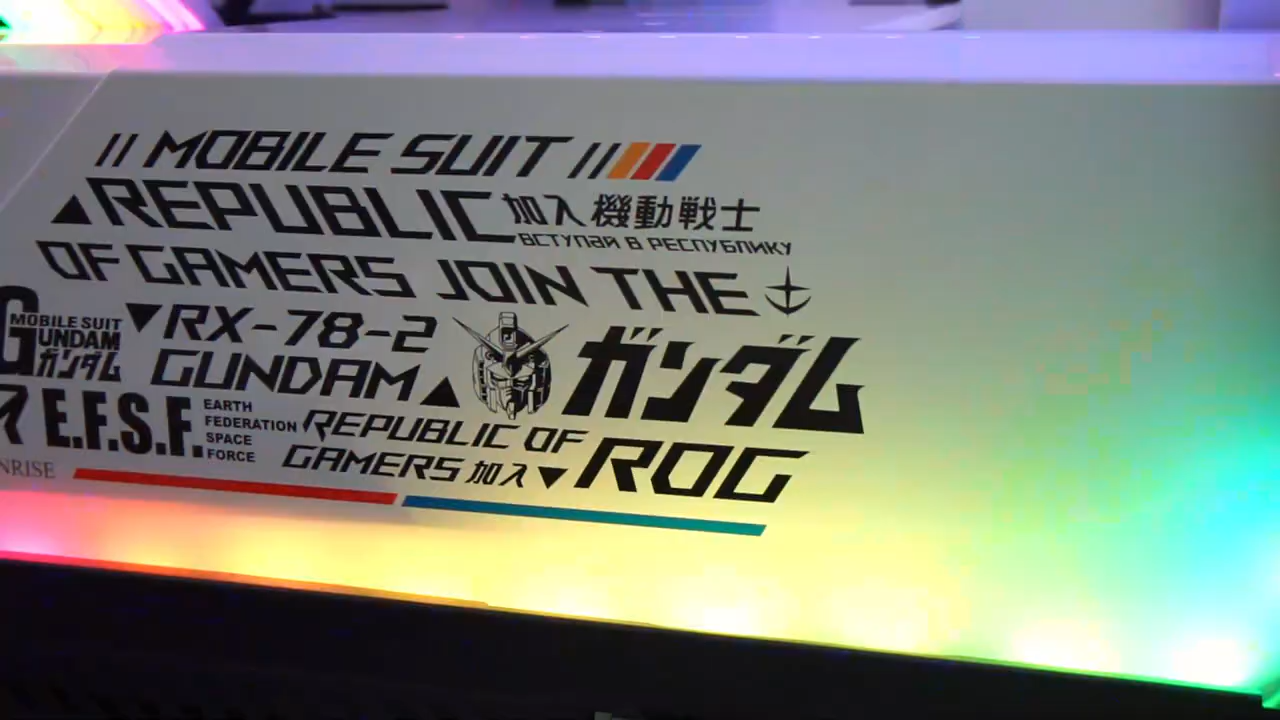 // MOBILE SUIT //
REPUBLIC 加入 機動戦士
ВСТУПАЙ В РЕСПУБЛИКУ
OF GAMERS JOIN THE
MOBILE SUIT
GUNDAM
ガンダム
RX-78-2
GUNDAM
ガンダム
E.F.S.F.
EARTH
FEDERATION
SPACE
FORCE
REPUBLIC OF
GAMERS 加入
ROG
NRISE